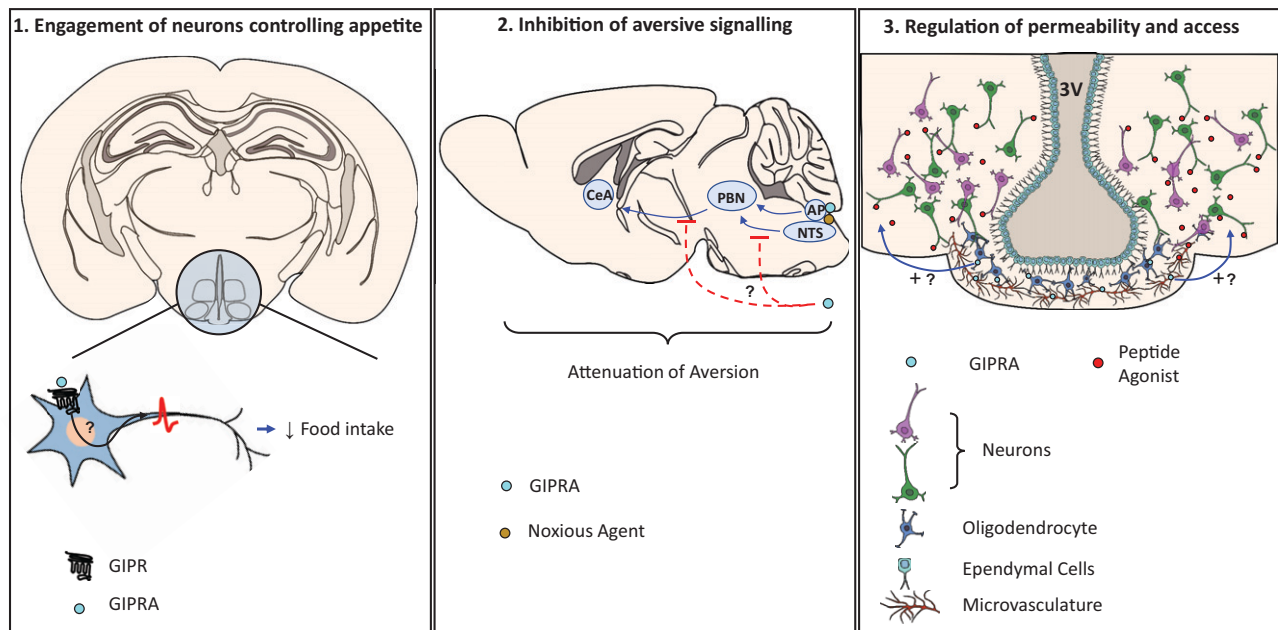 1. Engagement of neurons controlling appetite
?
↓ Food intake
GIPR
GIPRA
2. Inhibition of aversive signalling
CeA
PBN
AP
NTS
?
Attenuation of Aversion
GIPRA
Noxious Agent
3. Regulation of permeability and access
3V
+ ?
+ ?
GIPRA
Peptide
Agonist
Neurons
Oligodendrocyte
Ependymal Cells
Microvasculature